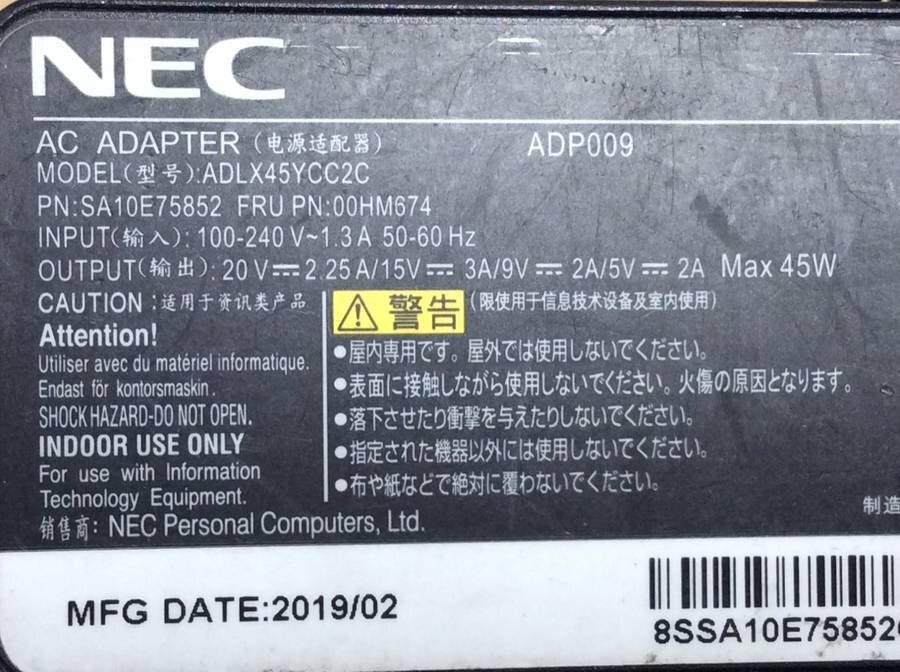 NEC
AC ADAPTER (电源适配器) ADP009
MODEL(型号):ADLX45YCC2C
PN:SA10E75852 FRU PN:00HM674
INPUT(输入): 100-240 V~1.3 A 50-60 Hz
OUTPUT(输出): 20 V⎓2.25 A/15V⎓ 3A/9V ⎓ 2A/5V ⎓ 2A Max 45W
CAUTION :适用于资讯类产品
Attention!
Utiliser avec du matériel informatique.
Endast för kontorsmaskin.
SHOCK HAZARD-DO NOT OPEN.
INDOOR USE ONLY
For use with Information
Technology Equipment.
⚠警告 (限使用于信息技术设备及室内使用)
●屋内専用です。屋外では使用しないでください。
●表面に接触しながら使用しないでください。火傷の原因となります。
●落下させたり衝撃を与えたりしないでください。
●指定された機器以外には使用しないでください。
●布や紙などで絶対に覆わないでください。
销售商: NEC Personal Computers, Ltd.
制造
MFG DATE:2019/02
8SSA10E75852